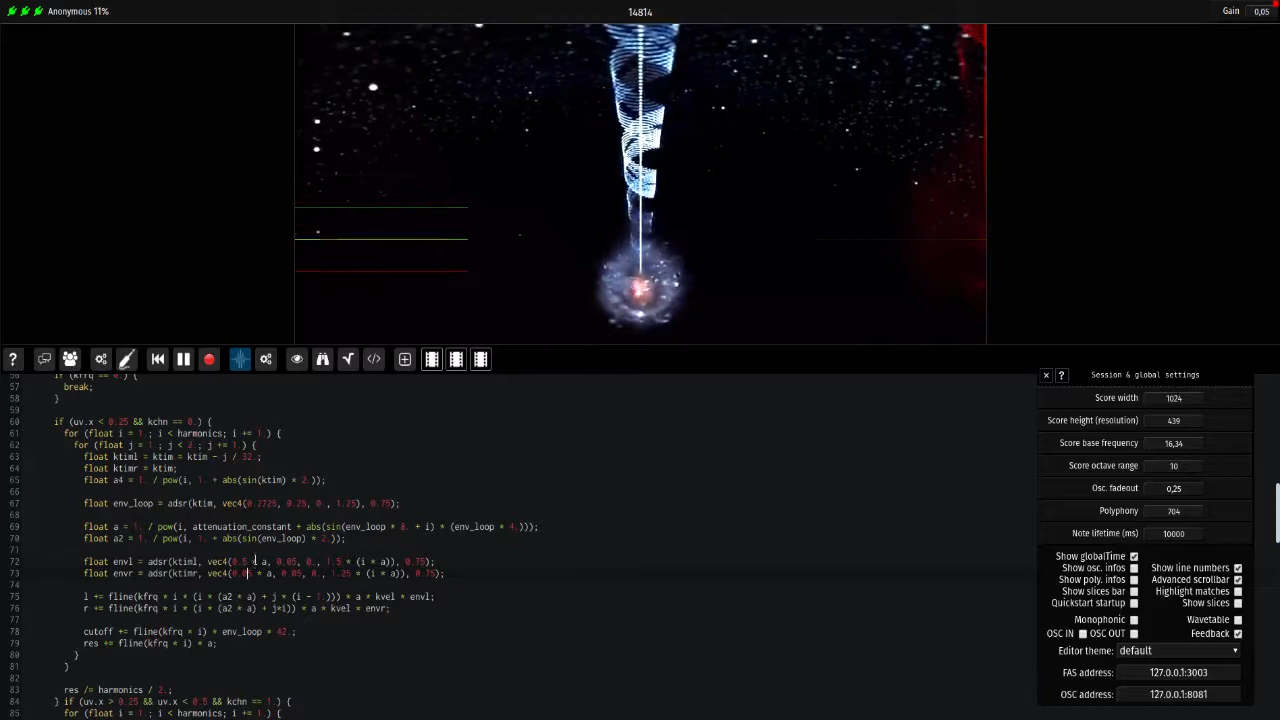 Anonymous 11%
14814
Gain 0,05
?
× ? Session & global settings
Score width 1024
Score height (resolution) 439
Score base frequency 16,34
Score octave range 10
Osc. fadeout 0,25
Polyphony 704
Note lifetime (ms) 10000
Show globalTime
Show osc. infos Show line numbers
Show poly. infos Advanced scrollbar
Show slices bar Highlight matches
Quickstart startup Show slices
Monophonic Wavetable
OSC IN OSC OUT Feedback
Editor theme: default
FAS address: 127.0.0.1:3003
OSC address: 127.0.0.1:8081
56 if (kfrq == 0.) {
57 break;
58 }
59
60 if (uv.x < 0.25 && kchn == 0.) {
61 for (float i = 1.; i < harmonics; i += 1.) {
62 for (float j = 1.; j < 2.; j += 1.) {
63 float ktiml = ktim = ktim - j / 32.;
64 float ktimr = ktim;
65 float a4 = 1. / pow(i, 1. + abs(sin(ktim) * 2.));
66
67 float env_loop = adsr(ktim, vec4(0.2725, 0.25, 0., 1.25), 0.75);
68
69 float a = 1. / pow(i, attenuation_constant + abs(sin(env_loop * 8. + i) * (env_loop * 4.)));
70 float a2 = 1. / pow(i, 1. + abs(sin(env_loop) * 2.));
71
72 float envl = adsr(ktiml, vec4(0.5 * a, 0.05, 0., 1.5 * (i * a)), 0.75);
73 float envr = adsr(ktimr, vec4(0.05 * a, 0.05, 0., 1.25 * (i * a)), 0.75);
74
75 l += fline(kfrq * i * (i * (a2 * a) + j * (i - 1.))) * a * kvel * envl;
76 r += fline(kfrq * i * (i * (a2 * a) + j*i)) * a * kvel * envr;
77
78 cutoff += fline(kfrq * i) * env_loop * 42.;
79 res += fline(kfrq * i) * a;
80 }
81 }
82
83 res /= harmonics / 2.;
84 } if (uv.x > 0.25 && uv.x < 0.5 && kchn == 1.) {
85 for (float i = 1.; i < harmonics; i += 1.) {